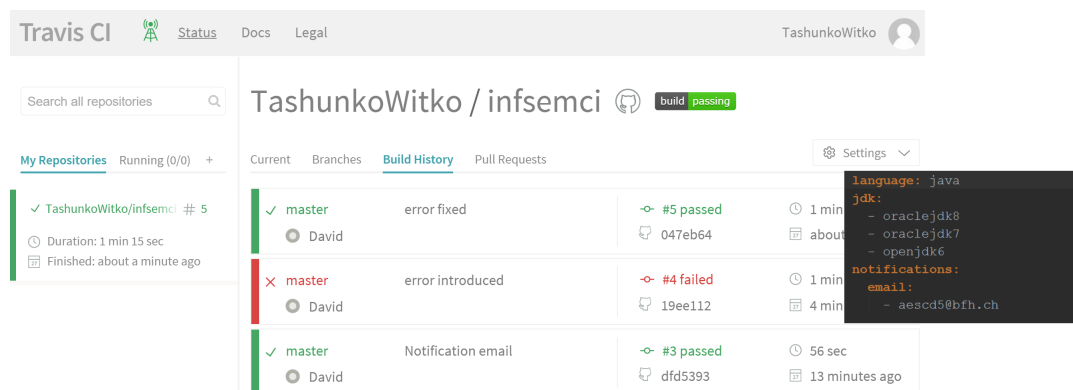 Travis CI Status Docs Legal TashunkoWitko
Search all repositories
TashunkoWitko / infsemci build passing
My Repositories Running (0/0) +
Current Branches Build History Pull Requests Settings
TashunkoWitko/infsemci # 5
Duration: 1 min 15 sec
Finished: about a minute ago
master error fixed #5 passed 1 min
David 047eb64 about
master error introduced #4 failed 1 min
David 19ee112 4 min
master Notification email #3 passed 56 sec
David dfd5393 13 minutes ago
language: java
jdk:
- oraclejdk8
- oraclejdk7
- openjdk6
notifications:
email:
- aescd5@bfh.ch